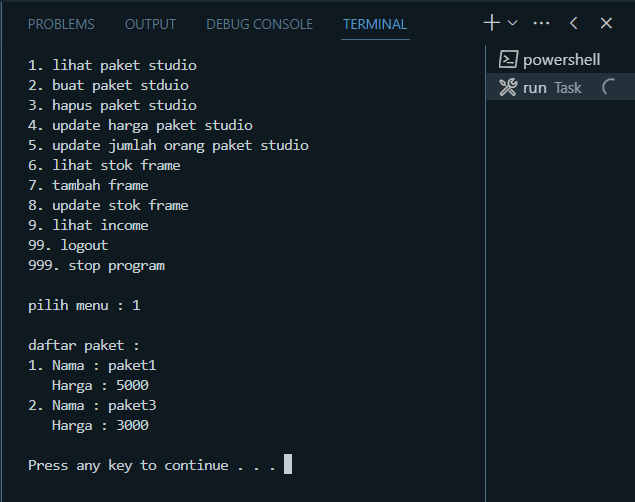 PROBLEMS OUTPUT DEBUG CONSOLE TERMINAL
1. lihat paket studio
2. buat paket stduio
3. hapus paket studio
4. update harga paket studio
5. update jumlah orang paket studio
6. lihat stok frame
7. tambah frame
8. update stok frame
9. lihat income
99. logout
999. stop program
pilih menu : 1
daftar paket :
1. Nama : paket1
Harga : 5000
2. Nama : paket3
Harga : 3000
Press any key to continue . . .
powershell
run Task